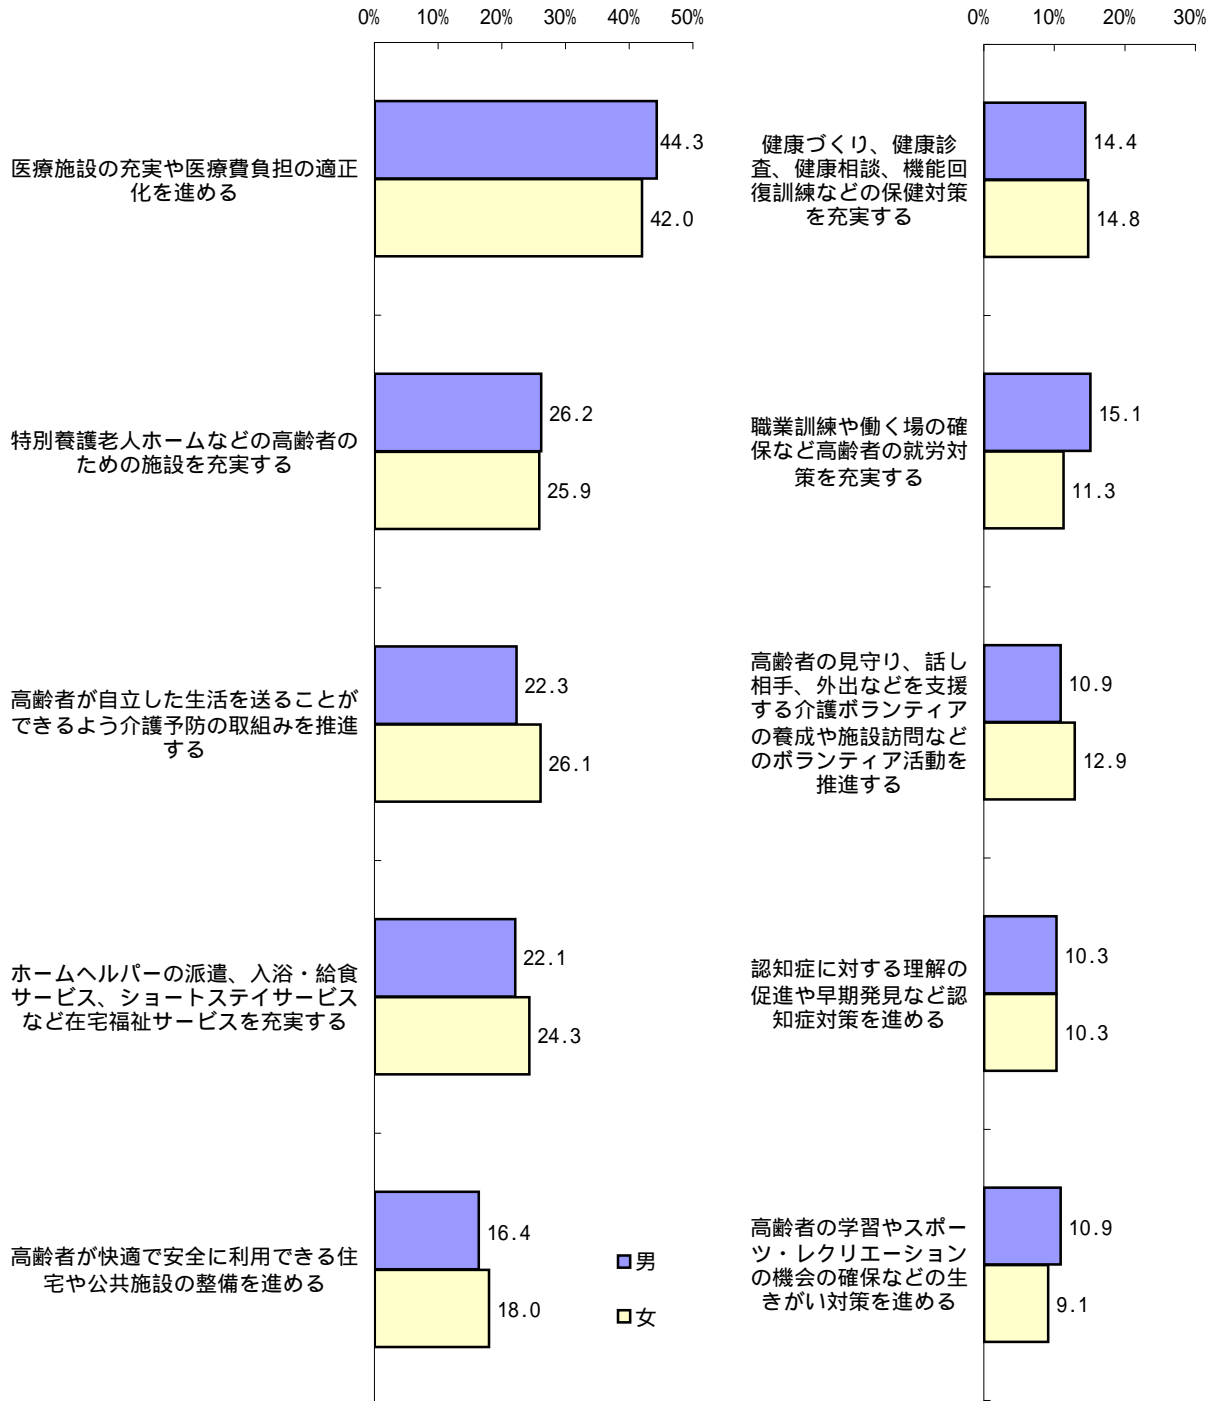 0% 10% 20% 30% 40% 50%
医療施設の充実や医療費負担の適正
化を進める
44.3
42.0
特別養護老人ホームなどの高齢者の
ための施設を充実する
26.2
25.9
高齢者が自立した生活を送ることが
できるよう介護予防の取組みを推進
する
22.3
26.1
ホームヘルパーの派遣、入浴・給食
サービス、ショートステイサービス
など在宅福祉サービスを充実する
22.1
24.3
高齢者が快適で安全に利用できる住
宅や公共施設の整備を進める
16.4
18.0
男
女
0% 10% 20% 30%
健康づくり、健康診
査、健康相談、機能回
復訓練などの保健対策
を充実する
14.4
14.8
職業訓練や働く場の確
保など高齢者の就労対
策を充実する
15.1
11.3
高齢者の見守り、話し
相手、外出などを支援
する介護ボランティア
の養成や施設訪問など
のボランティア活動を
推進する
10.9
12.9
認知症に対する理解の
促進や早期発見など認
知症対策を進める
10.3
10.3
高齢者の学習やスポー
ツ・レクリエーション
の機会の確保などの生
きがい対策を進める
10.9
9.1